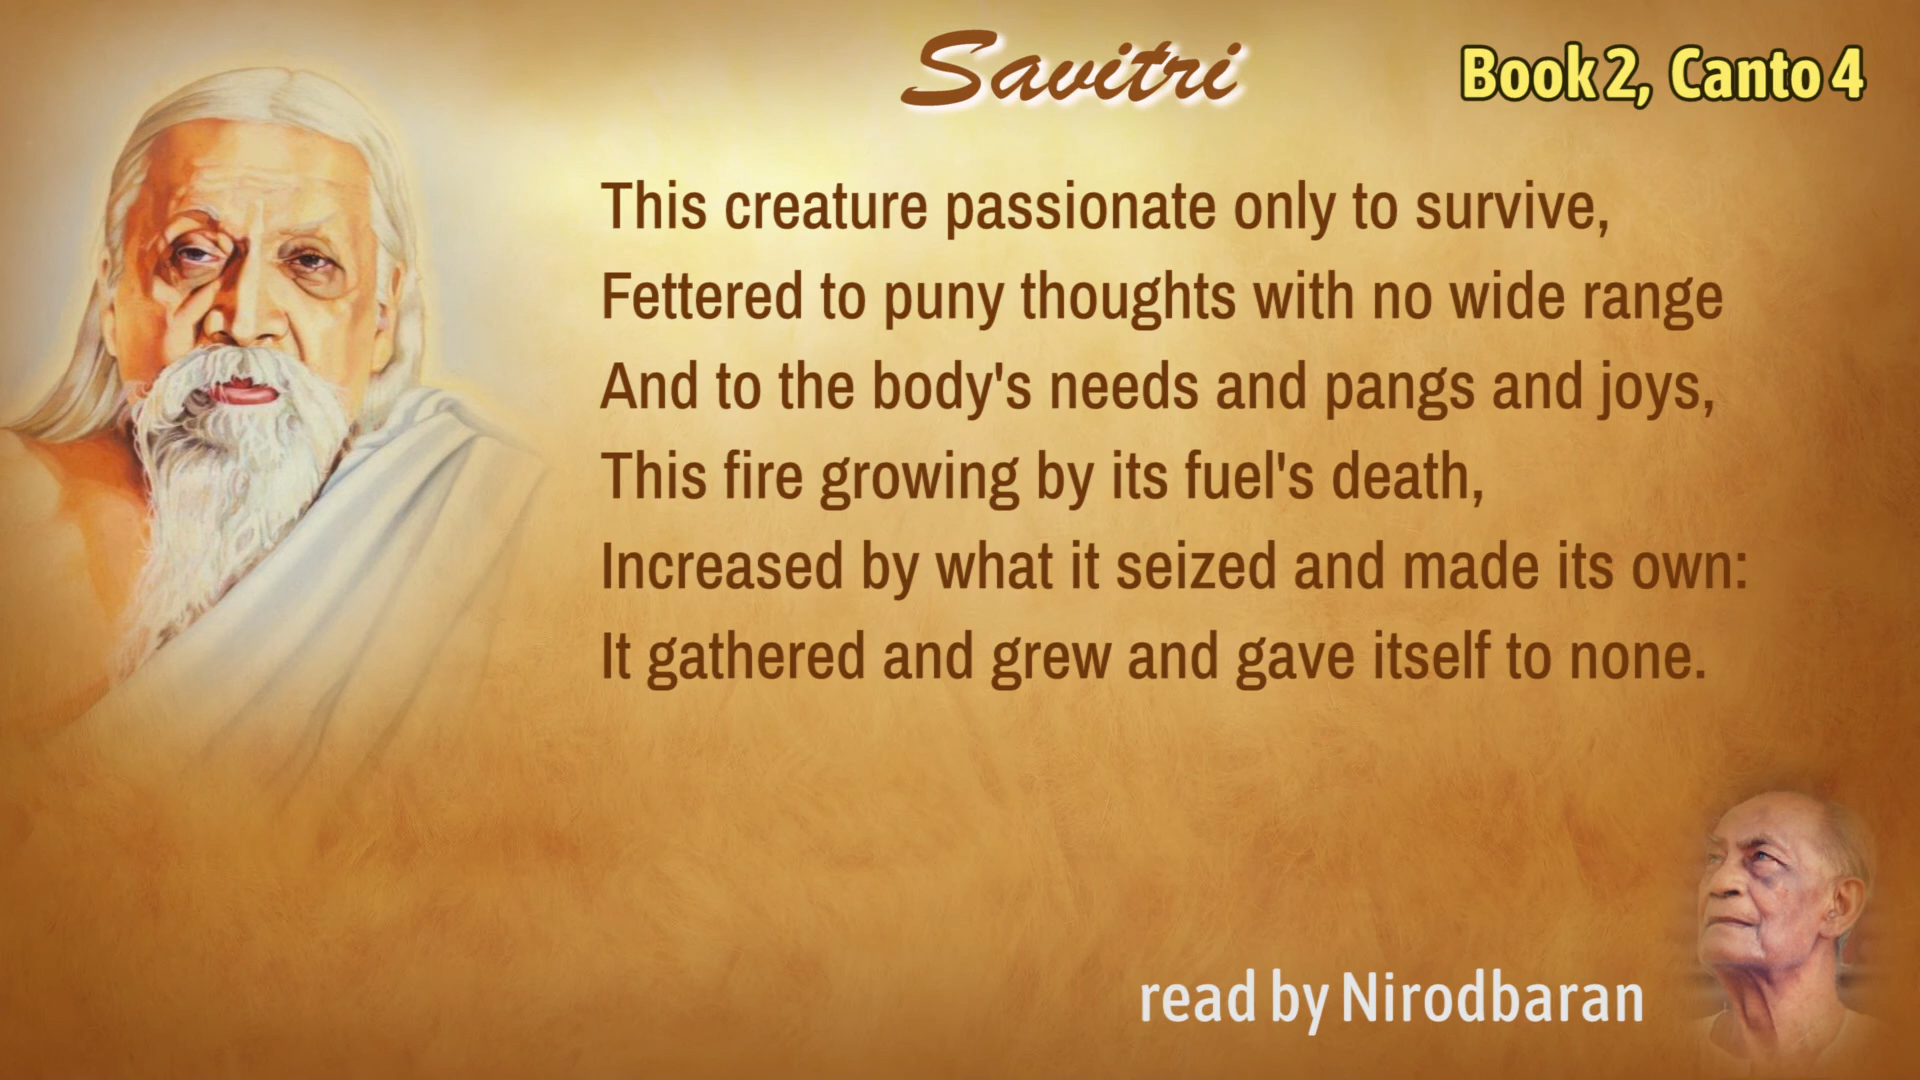 Savitri
Book 2, Canto 4
This creature passionate only to survive,
Fettered to puny thoughts with no wide range
And to the body's needs and pangs and joys,
This fire growing by its fuel's death,
Increased by what it seized and made its own:
It gathered and grew and gave itself to none.
read by Nirodbaran